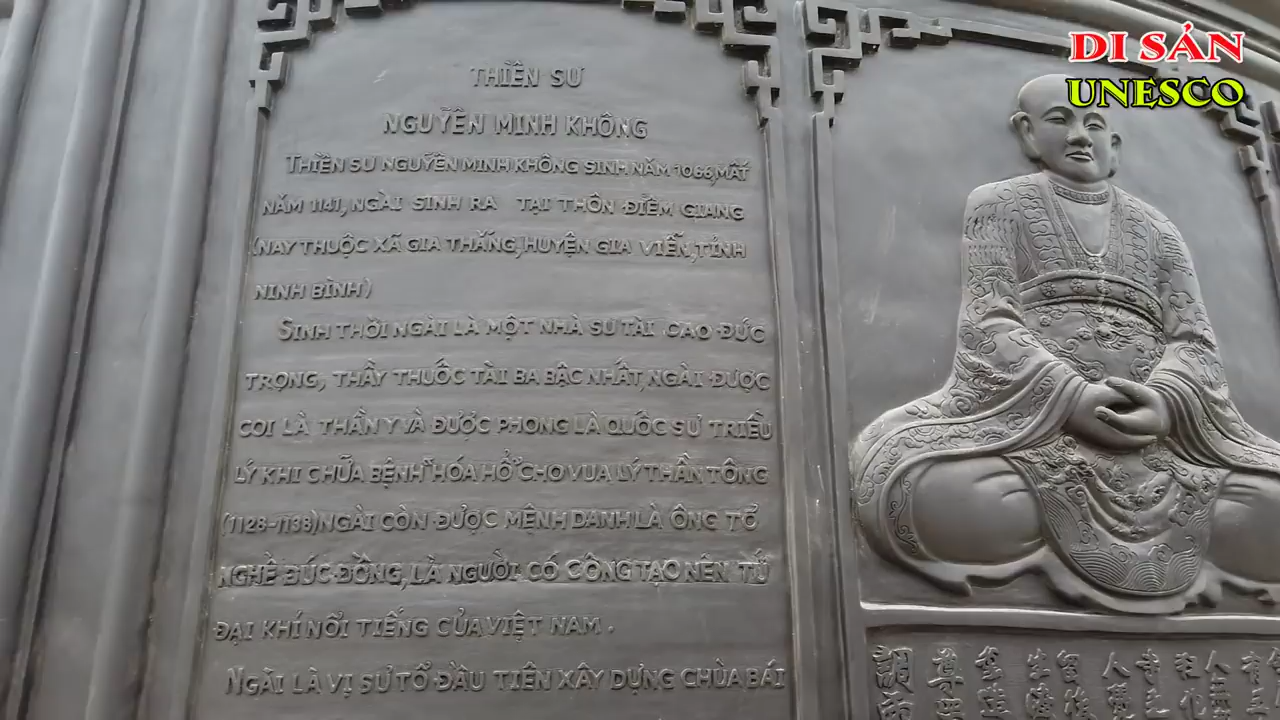 DI SẢN
UNESCO
THIỀN SƯ
NGUYỄN MINH KHÔNG
THIỀN SƯ NGUYỄN MINH KHÔNG SINH NĂM 1066, MẤT
NĂM 1141, NGÀI SINH RA TẠI THÔN ĐIỀM GIANG
(NAY THUỘC XÃ GIA THẮNG, HUYỆN GIA VIỄN, TỈNH
NINH BÌNH)
SINH THỜI NGÀI LÀ MỘT NHÀ SƯ TÀI CAO ĐỨC
TRỌNG, THẦY THUỐC TÀI BA BẬC NHẤT, NGÀI ĐƯỢC
COI LÀ THẦN Y VÀ ĐƯỢC PHONG LÀ QUỐC SƯ TRIỀU
LÝ KHI CHỮA BỆNH "HÓA HỔ" CHO VUA LÝ THẦN TÔNG
(1128-1138) NGÀI CÒN ĐƯỢC MỆNH DANH LÀ ÔNG TỔ
NGHỀ ĐÚC ĐỒNG, LÀ NGƯỜI CÓ CÔNG TẠO NÊN TỨ
ĐẠI KHÍ NỔI TIẾNG CỦA VIỆT NAM.
NGÀI LÀ VỊ SƯ TỔ ĐẦU TIÊN XÂY DỰNG CHÙA BÁI